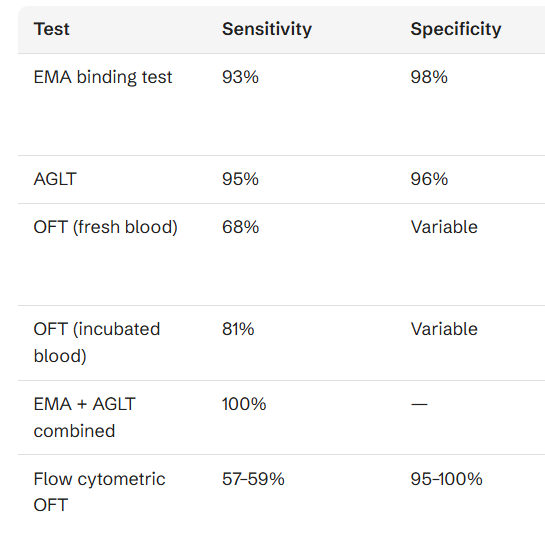 Test Sensitivity Specificity
EMA binding test 93% 98%
AGLT 95% 96%
OFT (fresh blood) 68% Variable
OFT (incubated 81% Variable
blood)
EMA + AGLT 100% —
combined
Flow cytometric 57–59% 95–100%
OFT